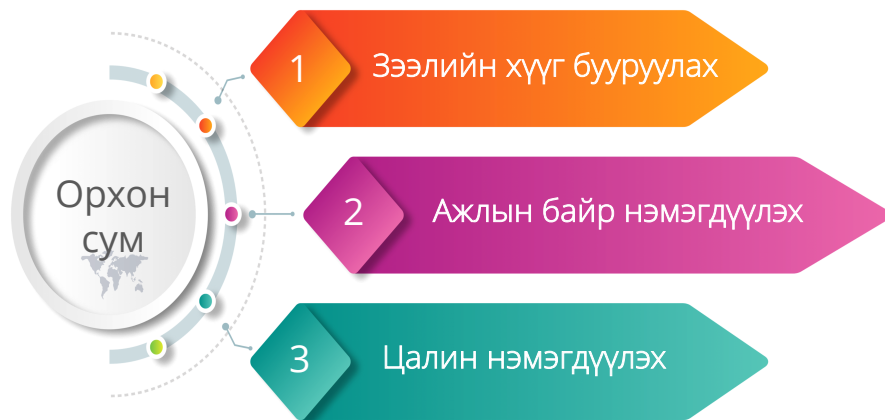 Орхон
сум
1
Зээлийн хүүг бууруулах
2
Ажлын байр нэмэгдүүлэх
3
Цалин нэмэгдүүлэх